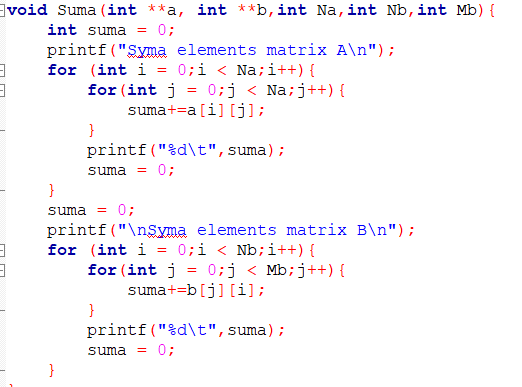 void Suma(int **a, int **b,int Na,int Nb,int Mb){
    int suma = 0;
    printf("Syma elements matrix A\n");
    for (int i = 0;i < Na;i++){
        for(int j = 0;j < Na;j++){
            suma+=a[i][j];
        }
        printf("%d\t",suma);
        suma = 0;
    }
    suma = 0;
    printf("\nSyma elements matrix B\n");
    for (int i = 0;i < Nb;i++){
        for(int j = 0;j < Mb;j++){
            suma+=b[j][i];
        }
        printf("%d\t",suma);
        suma = 0;
    }